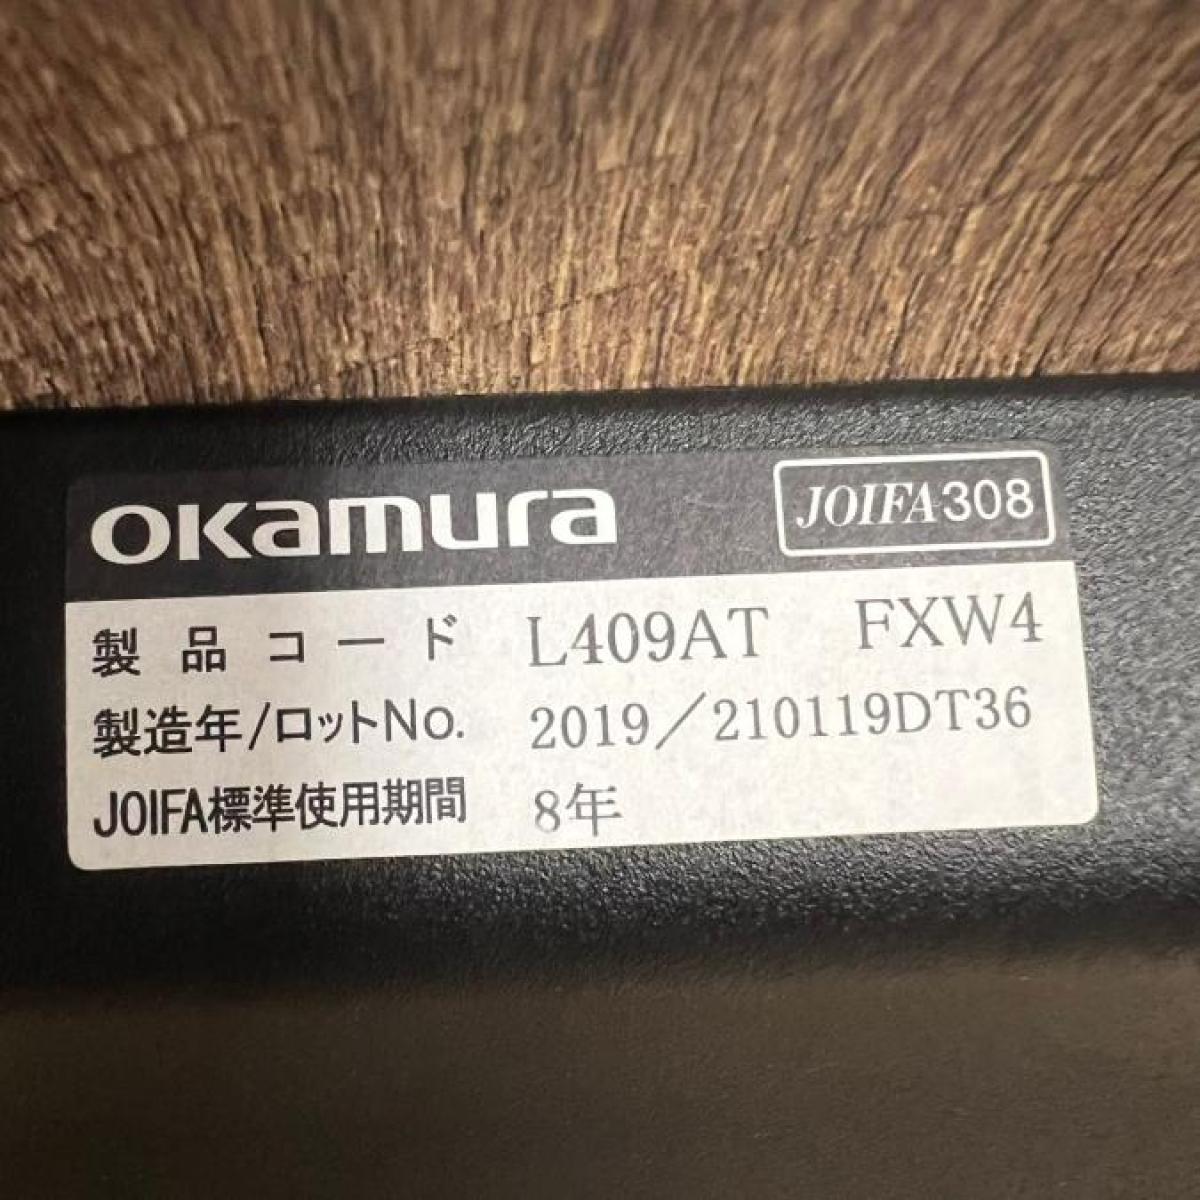 okamura JOIFA308
製品コード L409AT FXW4
製造年/ロットNo. 2019／210119DT36
JOIFA標準使用期間 8年